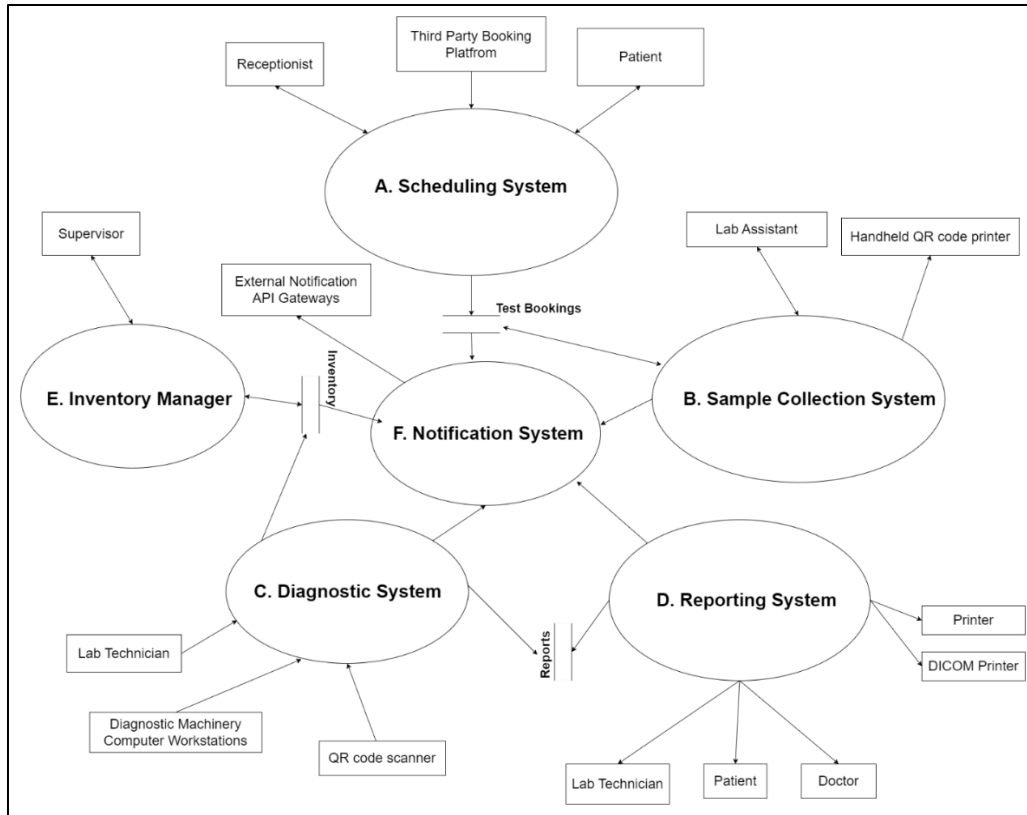 Third Party Booking
Platfrom
Receptionist
Patient
A. Scheduling System
Supervisor
Lab Assistant
Handheld QR code printer
External Notification
API Gateways
Test Bookings
Inventory
E. Inventory Manager
B. Sample Collection System
F. Notification System
C. Diagnostic System
D. Reporting System
Reports
Printer
Lab Technician
DICOM Printer
Diagnostic Machinery
Computer Workstations
QR code scanner
Lab Technician
Patient
Doctor